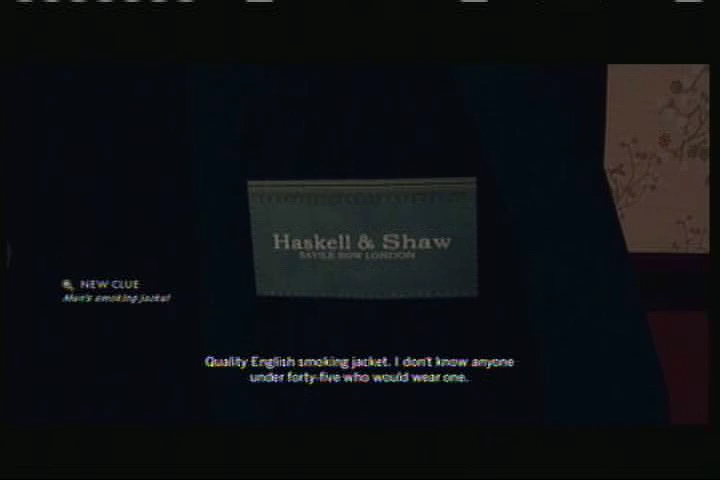 Haskell & Shaw
SAVILE ROW LONDON
NEW CLUE
Men's smoking jacket
Quality English smoking jacket. I don't know anyone
under forty-five who would wear one.